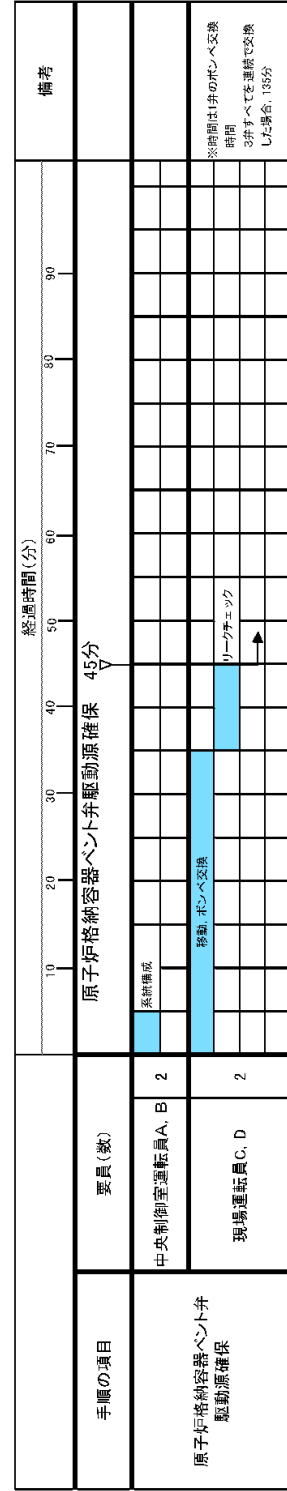 経過時間(分)
備考
10 20 30 40 50 60 70 80 90
手順の項目
要員(数)
原子炉格納容器ベント弁駆動源確保 45分
▽
原子炉格納容器ベント弁
駆動源確保
中央制御室運転員A, B
2
系統構成
現場運転員C, D
2
移動, ボンベ交換
リークチェック
※時間は1弁のボンベ交換
時間
3弁すべてを連続で交換
した場合, 135分